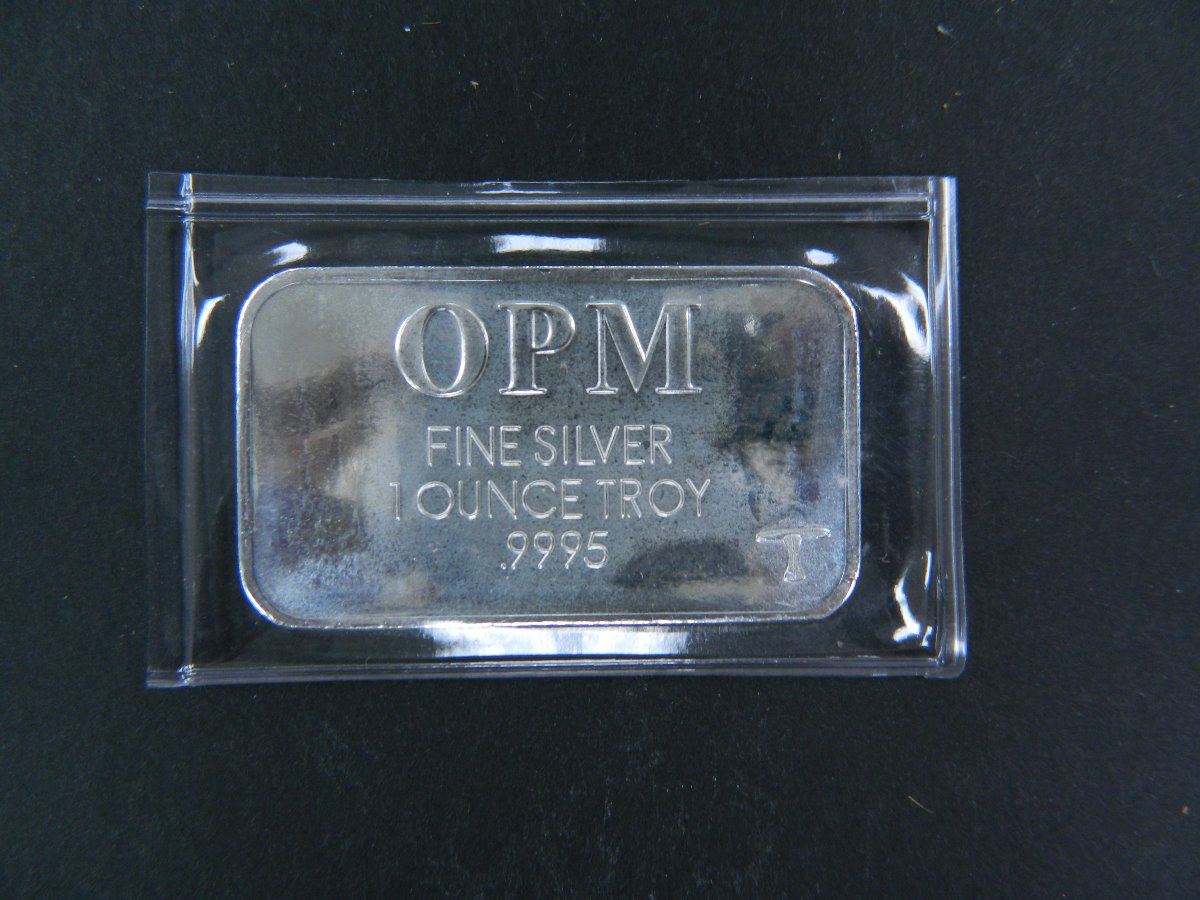 OPM
FINE SILVER
1 OUNCE TROY
.9995